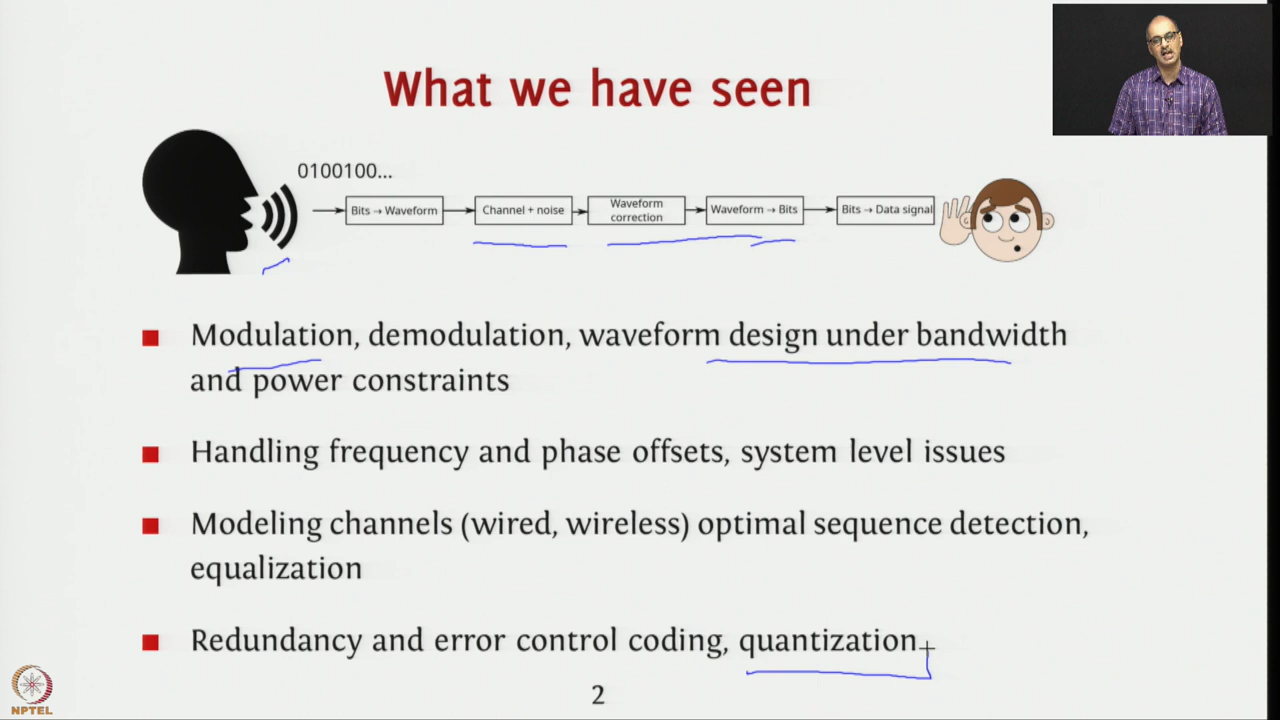 What we have seen
0100100...
Bits → Waveform
Channel + noise
Waveform
correction
Waveform → Bits
Bits → Data signal
Modulation, demodulation, waveform design under bandwidth
and power constraints
Handling frequency and phase offsets, system level issues
Modeling channels (wired, wireless) optimal sequence detection,
equalization
Redundancy and error control coding, quantization
NPTEL
2